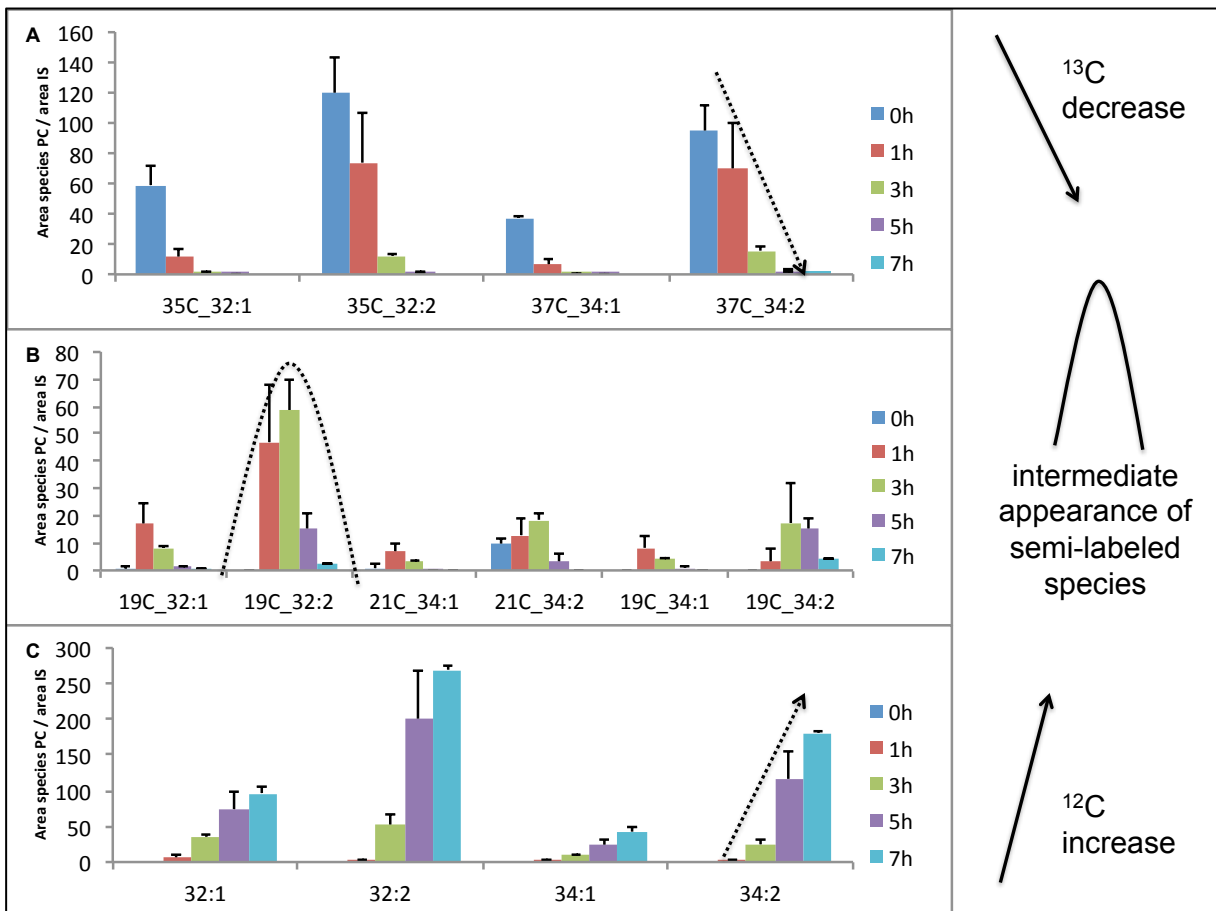 A
Area species PC / area IS
160
140
120
100
80
60
40
20
0
35C_32:1 35C_32:2 37C_34:1 37C_34:2
0h
1h
3h
5h
7h
¹³C
decrease
B
Area species PC / area IS
80
70
60
50
40
30
20
10
0
19C_32:1 19C_32:2 21C_34:1 21C_34:2 19C_34:1 19C_34:2
0h
1h
3h
5h
7h
intermediate
appearance of
semi-labeled
species
C
Area species PC / area IS
300
250
200
150
100
50
0
32:1 32:2 34:1 34:2
0h
1h
3h
5h
7h
¹²C
increase